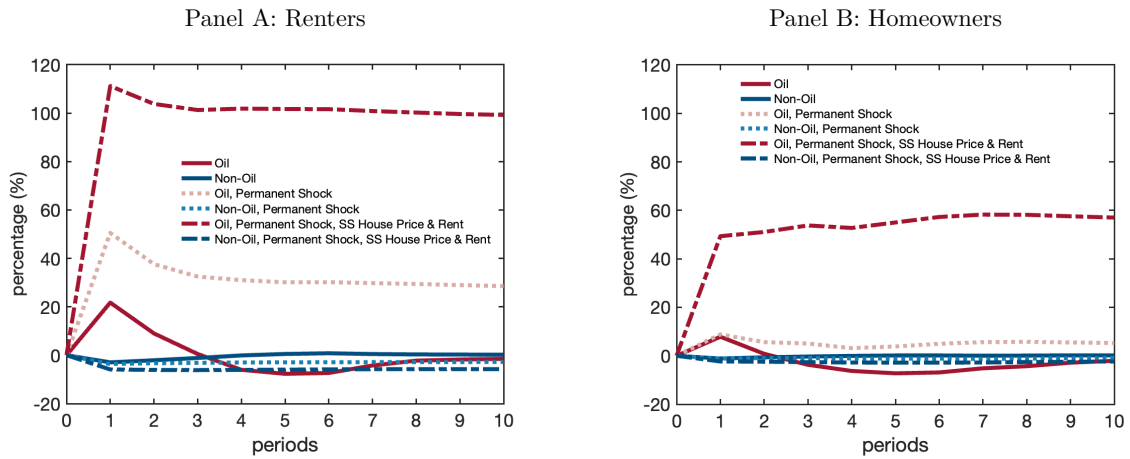 Panel A: Renters
120
100
80
60
40
20
0
-20
percentage (%)
Oil
Non-Oil
Oil, Permanent Shock
Non-Oil, Permanent Shock
Oil, Permanent Shock, SS House Price & Rent
Non-Oil, Permanent Shock, SS House Price & Rent
0 1 2 3 4 5 6 7 8 9 10
periods
Panel B: Homeowners
120
100
80
60
40
20
0
-20
percentage (%)
Oil
Non-Oil
Oil, Permanent Shock
Non-Oil, Permanent Shock
Oil, Permanent Shock, SS House Price & Rent
Non-Oil, Permanent Shock, SS House Price & Rent
0 1 2 3 4 5 6 7 8 9 10
periods